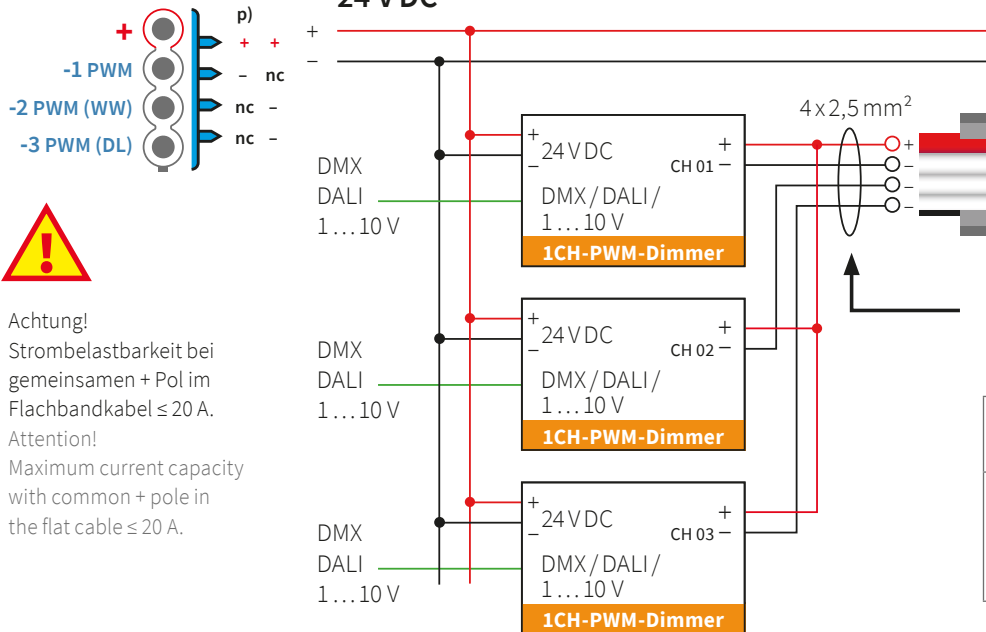 24 V DC
p)
+ + +
-1 PWM – nc
-2 PWM (WW) nc –
-3 PWM (DL) nc –
+
–
4 x 2,5 mm²
DMX
DALI
1...10 V
+
–
24 V DC
DMX / DALI /
1...10 V
CH 01
+
–
1CH-PWM-Dimmer
+
–
–
–
!
Achtung!
Strombelastbarkeit bei
gemeinsamen + Pol im
Flachbandkabel ≤ 20 A.
Attention!
Maximum current capacity
with common + pole in
the flat cable ≤ 20 A.
DMX
DALI
1...10 V
+
–
24 V DC
DMX / DALI /
1...10 V
CH 02
+
–
1CH-PWM-Dimmer
DMX
DALI
1...10 V
+
–
24 V DC
DMX / DALI /
1...10 V
CH 03
+
–
1CH-PWM-Dimmer